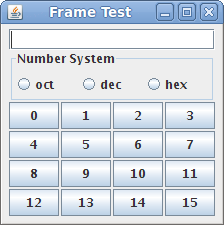 Frame Test
Number System
oct dec hex
0 1 2 3
4 5 6 7
8 9 10 11
12 13 14 15